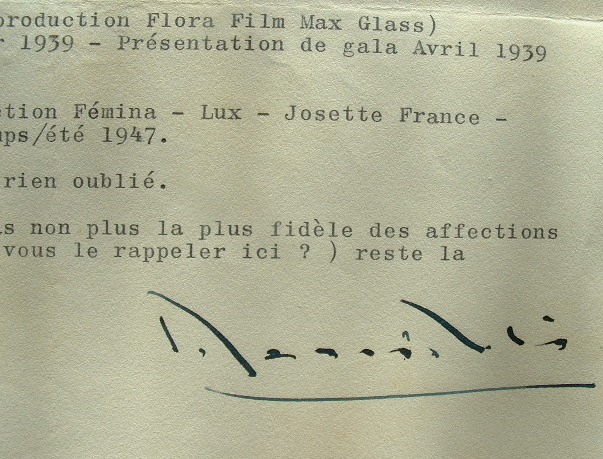 production Flora Film Max Glass)
r 1939 - Présentation de gala Avril 1939
tion Fémina - Lux - Josette France -
ps/été 1947.
rien oublié.
s non plus la plus fidèle des affections
vous le rappeler ici ? ) reste la